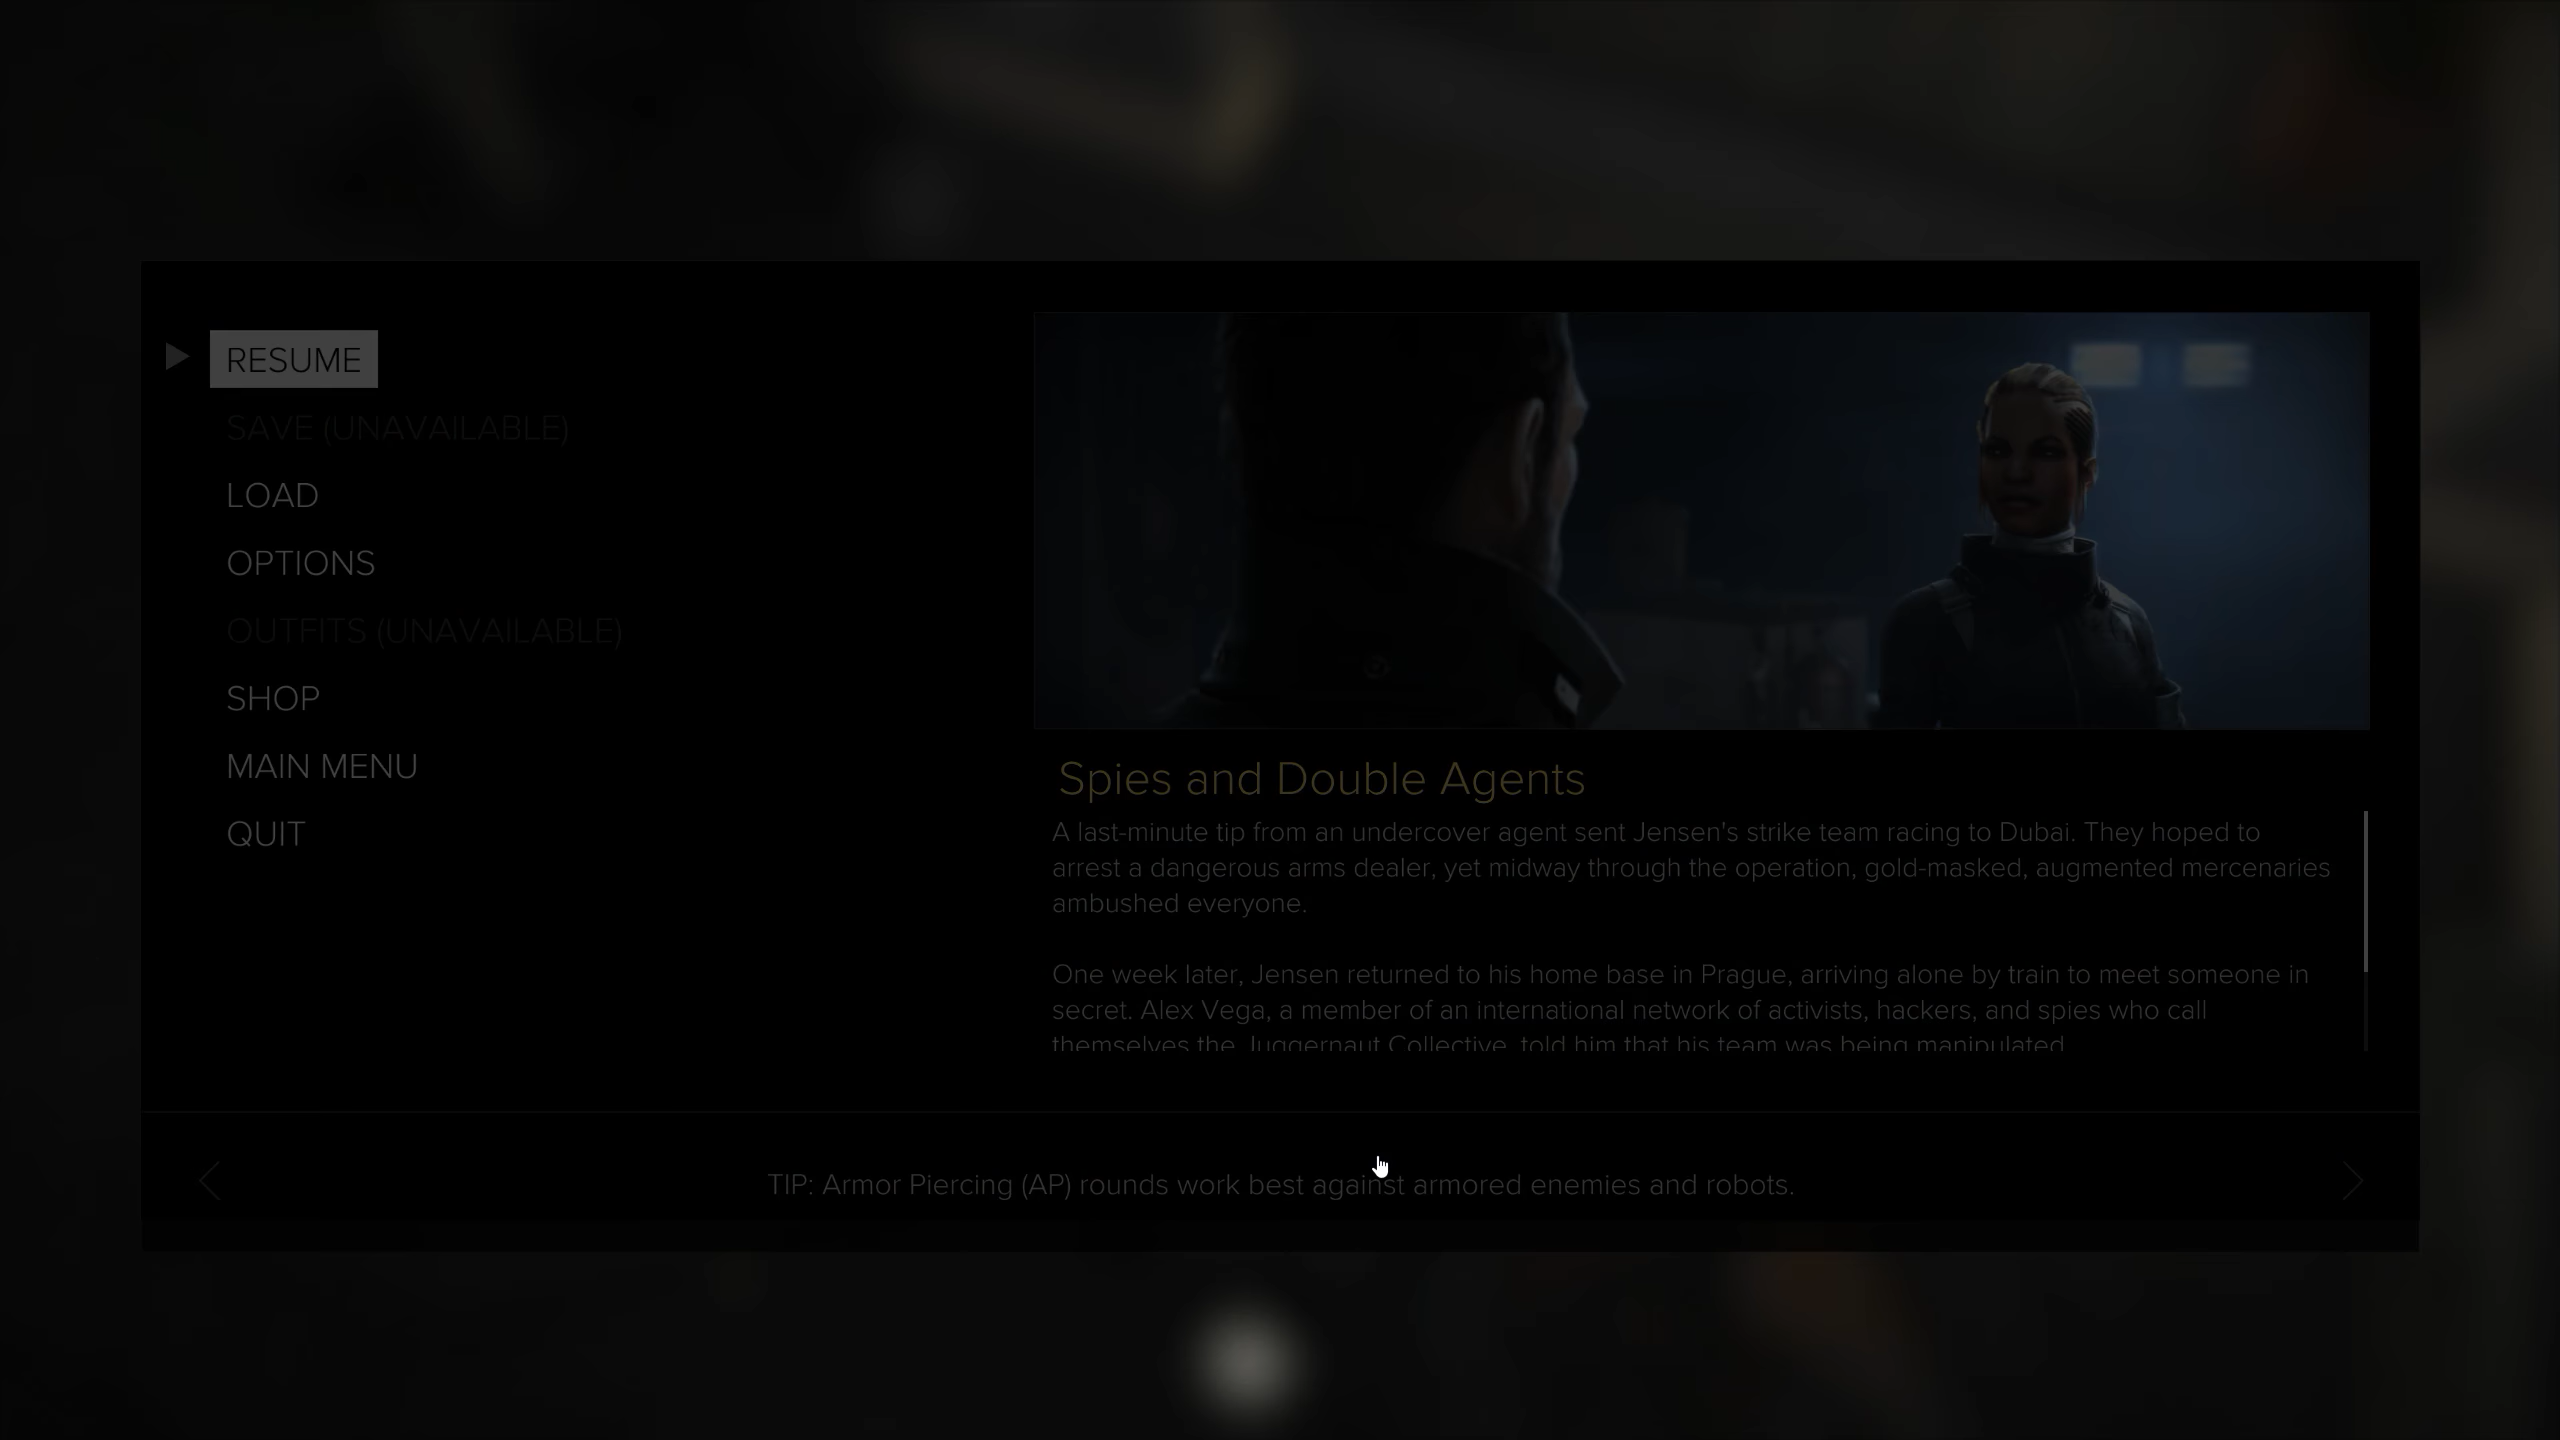 RESUME
SAVE (UNAVAILABLE)
LOAD
OPTIONS
OUTFITS (UNAVAILABLE)
SHOP
MAIN MENU
QUIT
Spies and Double Agents
A last-minute tip from an undercover agent sent Jensen's strike team racing to Dubai. They hoped to
arrest a dangerous arms dealer, yet midway through the operation, gold-masked, augmented mercenaries
ambushed everyone.
One week later, Jensen returned to his home base in Prague, arriving alone by train to meet someone in
secret. Alex Vega, a member of an international network of activists, hackers, and spies who call
themselves the Juggernaut Collective, told him that his team was being manipulated
TIP: Armor Piercing (AP) rounds work best against armored enemies and robots.